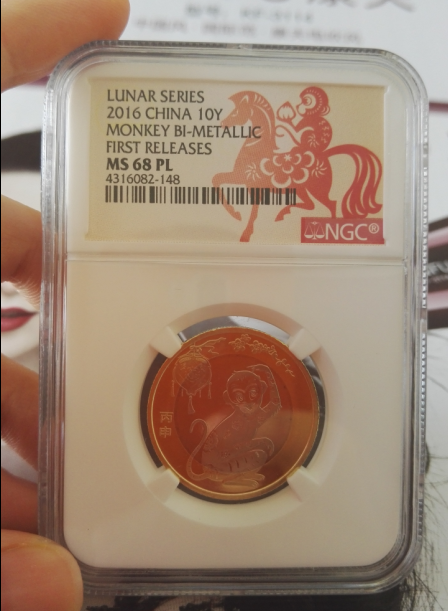 LUNAR SERIES
2016 CHINA 10Y
MONKEY BI-METALLIC
FIRST RELEASES
MS 68 PL
4316082-148
NGC®
丙申